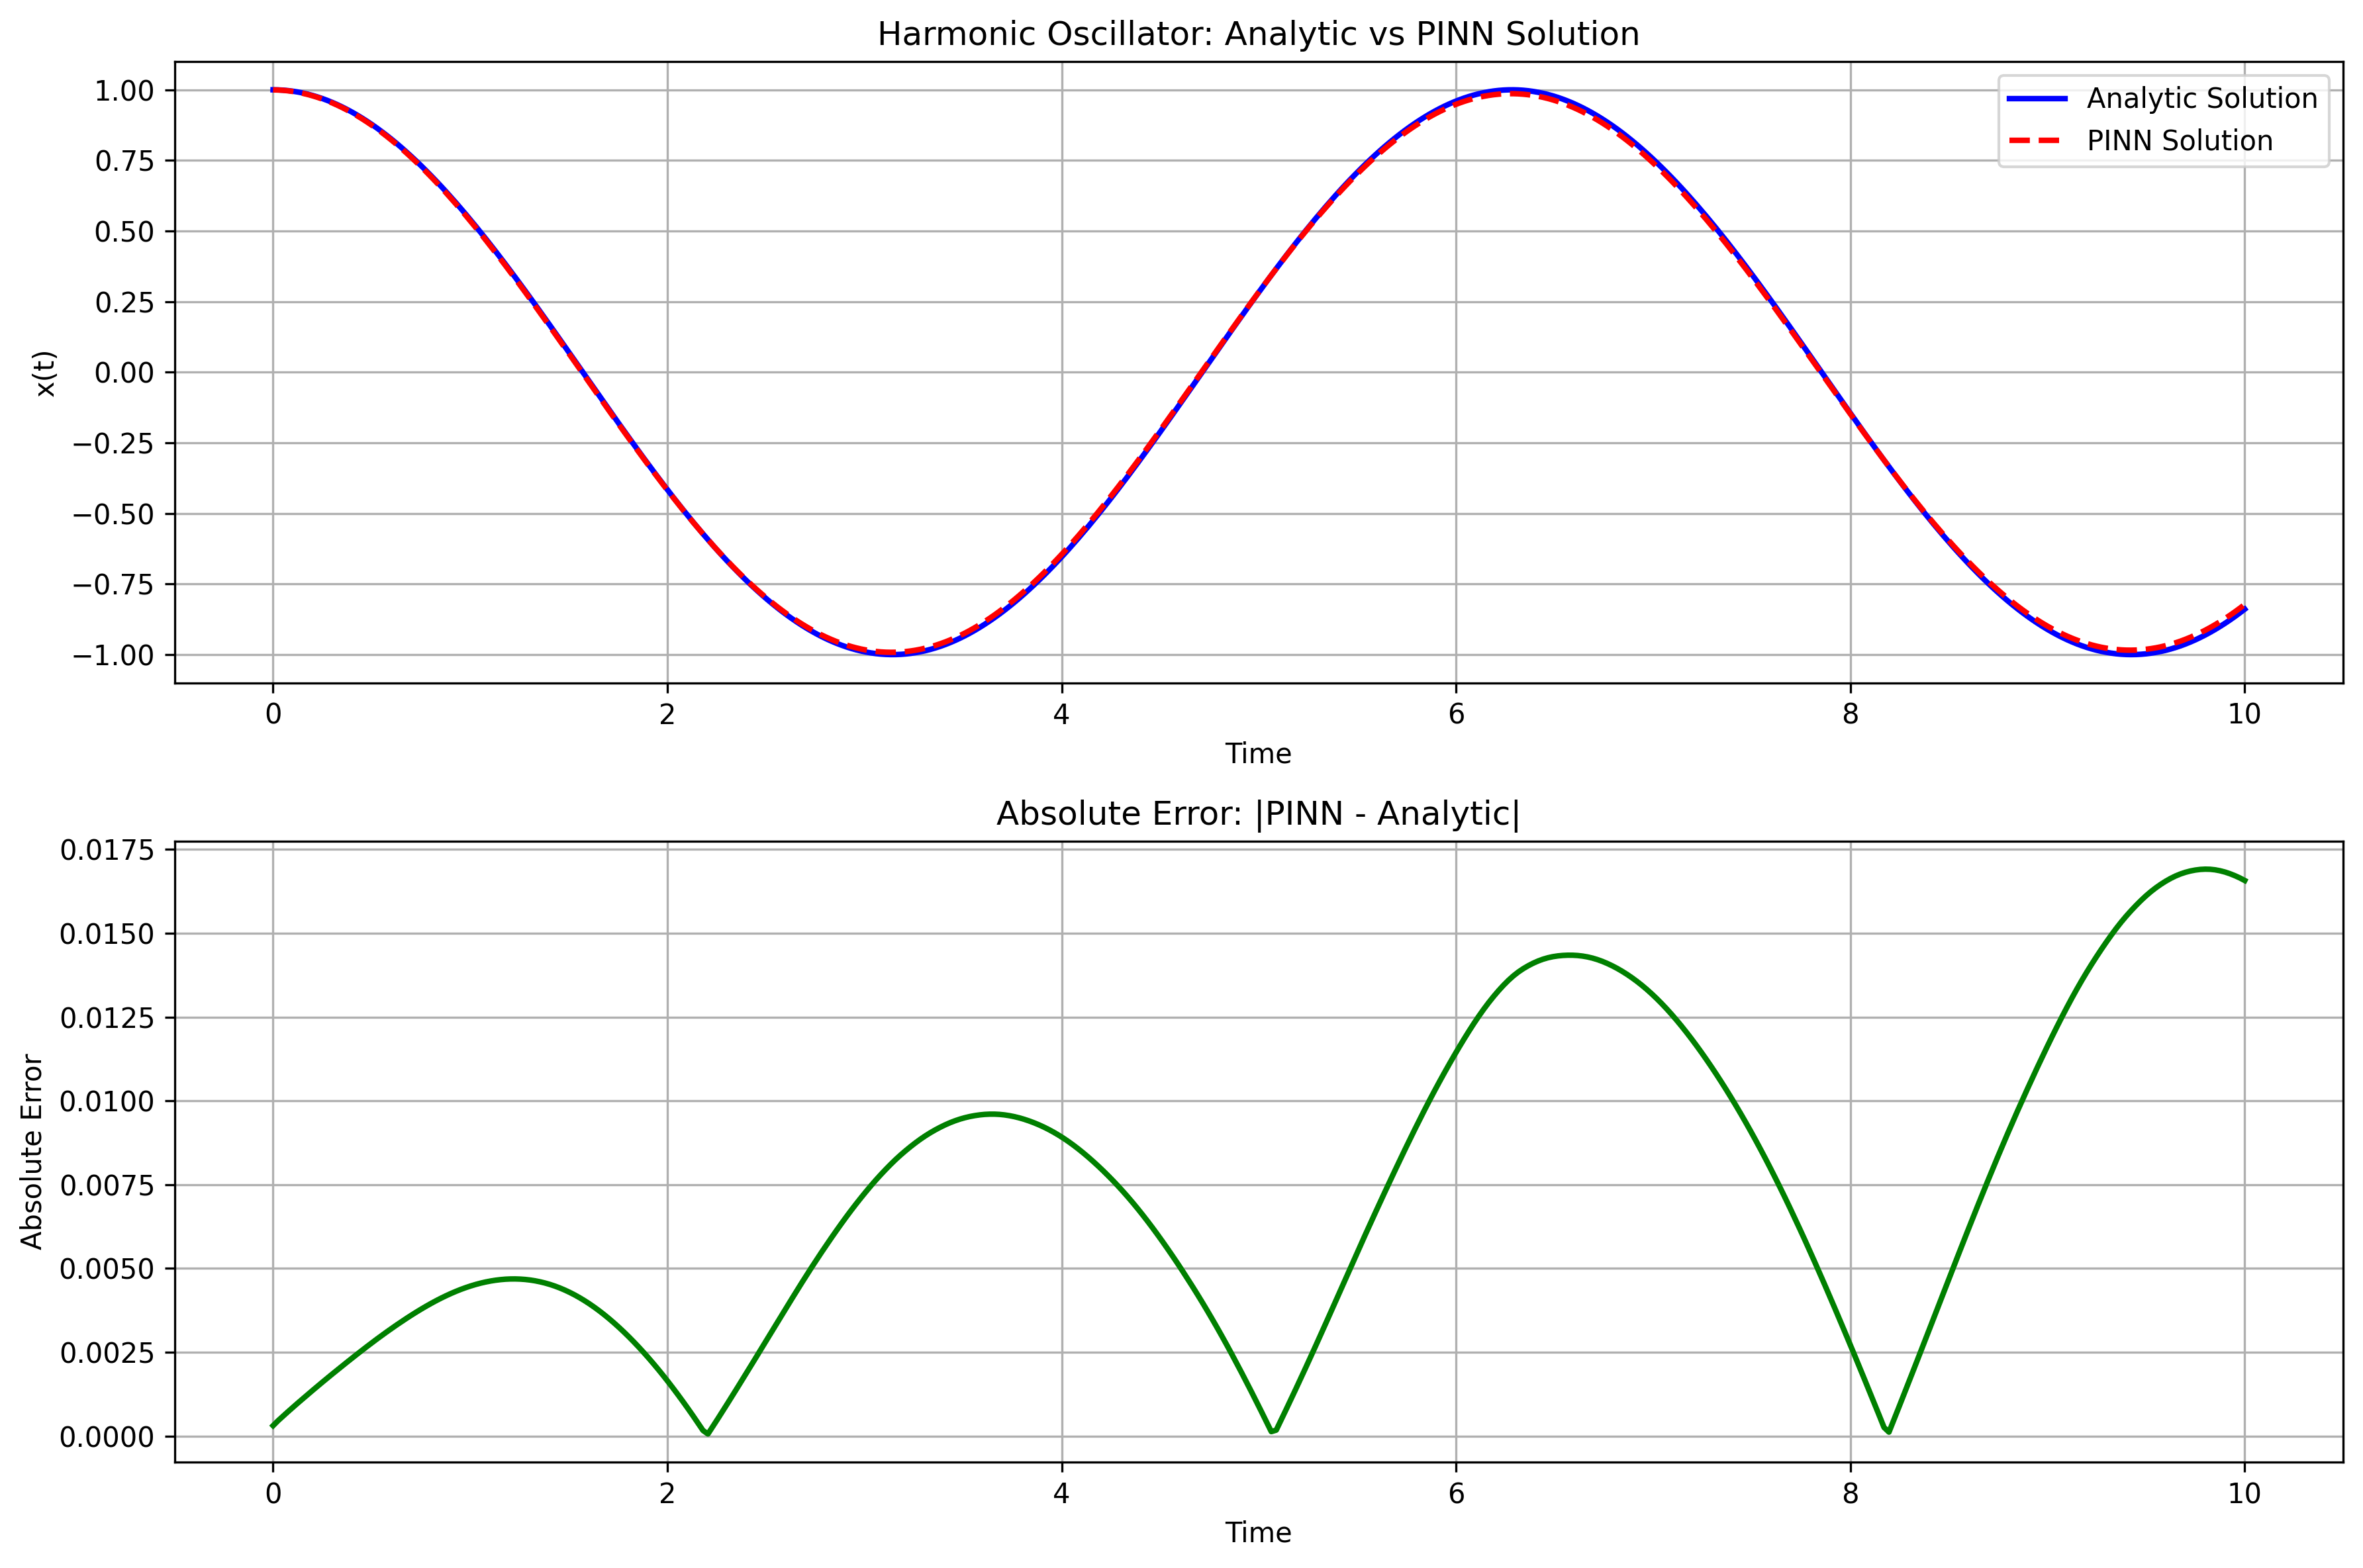 Harmonic Oscillator: Analytic vs PINN Solution
1.00
0.75
0.50
0.25
0.00
−0.25
−0.50
−0.75
−1.00
x(t)
Analytic Solution
PINN Solution
0 2 4 6 8 10
Time
Absolute Error: |PINN - Analytic|
0.0175
0.0150
0.0125
0.0100
0.0075
0.0050
0.0025
0.0000
Absolute Error
0 2 4 6 8 10
Time